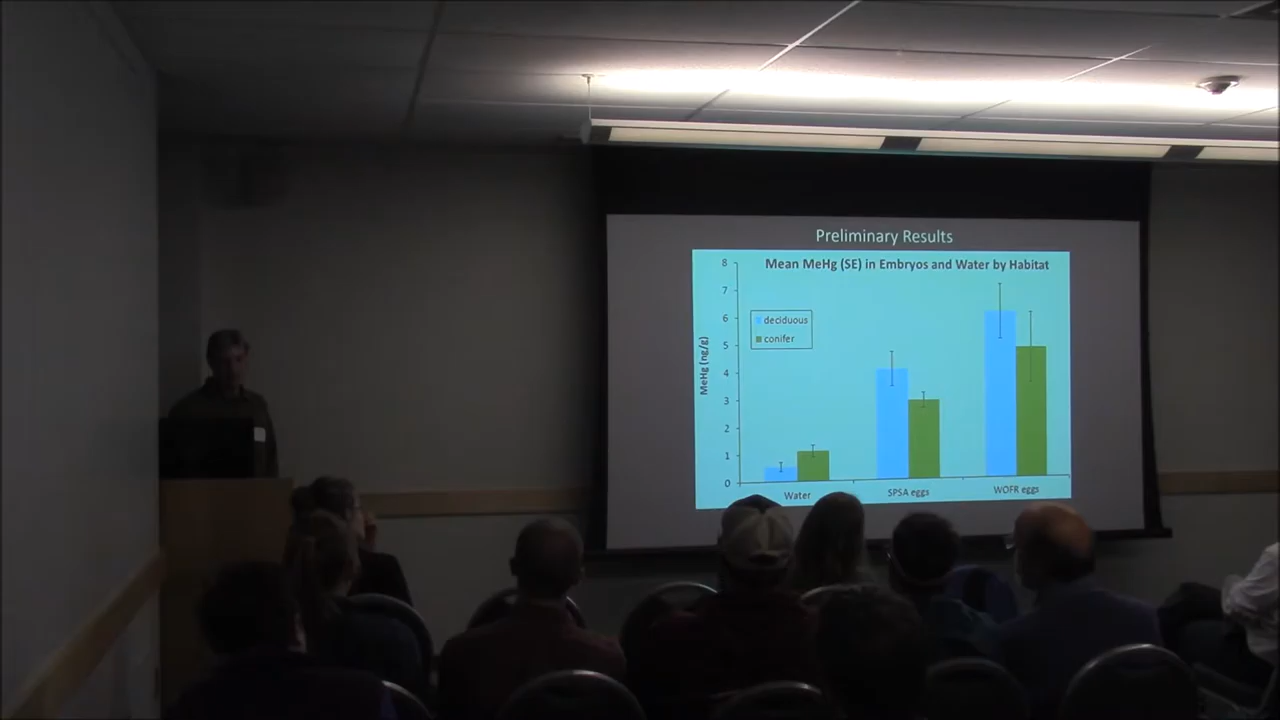 Preliminary Results
Mean MeHg (SE) in Embryos and Water by Habitat
8
7
6
5
4
3
2
1
0
MeHg (ng/g)
deciduous
conifer
Water
SPSA eggs
WOFR eggs